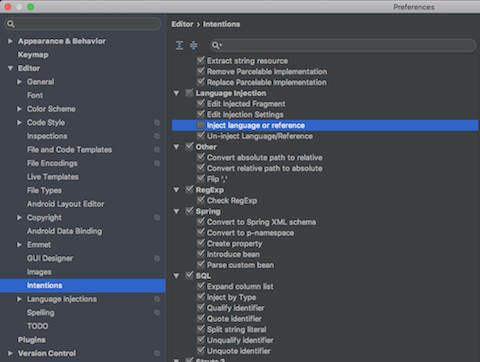 Preferences
Appearance & Behavior
Keymap
Editor
General
Font
Color Scheme
Code Style
Inspections
File and Code Templates
File Encodings
Live Templates
File Types
Android Layout Editor
Copyright
Android Data Binding
Emmet
GUI Designer
Images
Intentions
Language Injections
Spelling
TODO
Plugins
Version Control
Editor › Intentions
Extract string resource
Remove Parcelable Implementation
Replace Parcelable Implementation
Language Injection
Edit Injected Fragment
Edit Injection Settings
Inject language or reference
Un-inject Language/Reference
Other
Convert absolute path to relative
Convert relative path to absolute
Flip ','
RegExp
Check RegExp
Spring
Convert to Spring XML schema
Convert to p-namespace
Create property
Introduce bean
Parse custom bean
SQL
Expand column list
Inject by Type
Qualify identifier
Quote identifier
Split string literal
Unqualify identifier
Unquote identifier